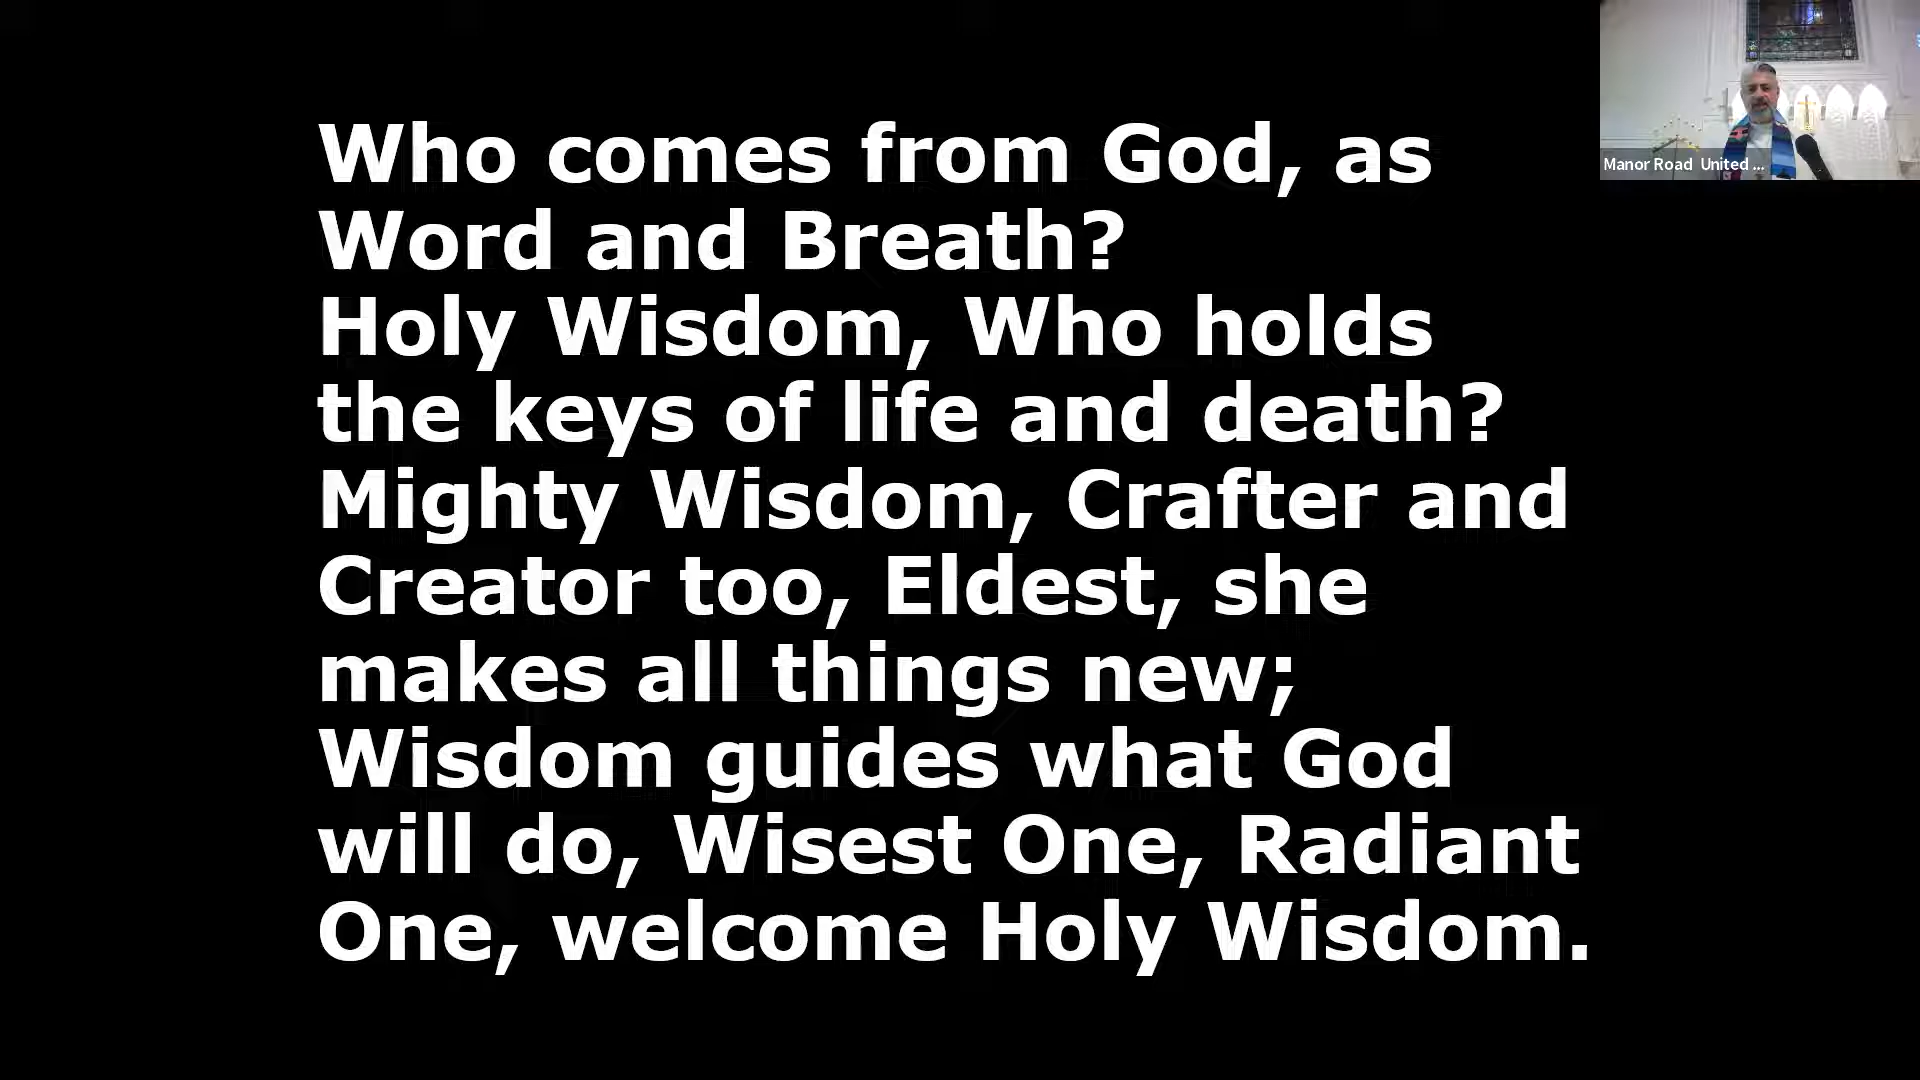 Who comes from God, as
Word and Breath?
Holy Wisdom, Who holds
the keys of life and death?
Mighty Wisdom, Crafter and
Creator too, Eldest, she
makes all things new;
Wisdom guides what God
will do, Wisest One, Radiant
One, welcome Holy Wisdom.
Manor Road United ...